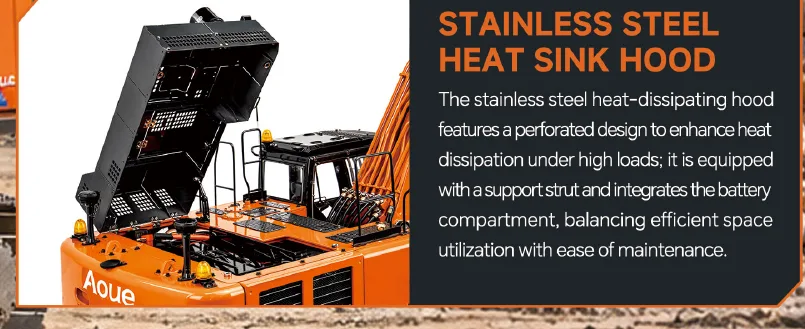 STAINLESS STEEL
HEAT SINK HOOD
The stainless steel heat-dissipating hood
features a perforated design to enhance heat
dissipation under high loads; it is equipped
with a support strut and integrates the battery
compartment, balancing efficient space
utilization with ease of maintenance.
Aoue